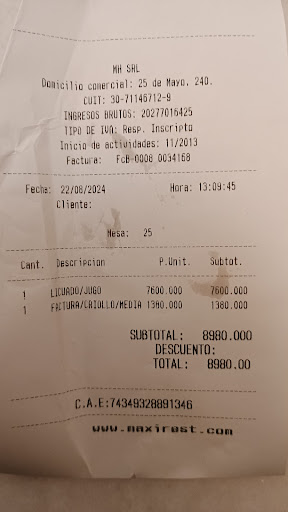 MH SRL
Domicilio comercial: 25 de Mayo, 240.
CUIT: 30-71146712-9
INGRESOS BRUTOS: 20277016425
TIPO DE IVA: Resp. Inscripto
Inicio de actividades: 11/2013
Factura: FcB-0008 0034168
Fecha: 22/08/2024 Hora: 13:09:45
Cliente:
Mesa: 25
Cant. Descripcion P.Unit. Subtot.
1 LICUADO/JUGO 7600.000 7600.000
1 FACTURA/CRIOLLO/MEDIA 1380.000 1380.000
SUBTOTAL: 8980.000
DESCUENTO:
TOTAL: 8980.00
C.A.E:74349328891346
www.maxirest.com